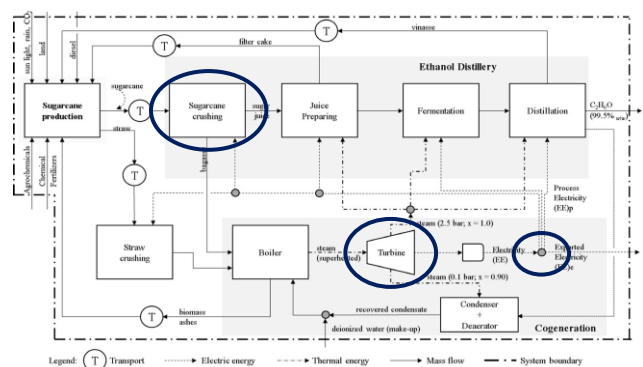 sun light, rain, CO2
land
diesel
T
vinasse
T
filter cake
Ethanol Distillery
sugarcane
Sugarcane
production
T
Sugarcane
crushing
sugar
juice
Juice
Preparing
Fermentation
Distillation
C2H6O
(99.5% w/w)
straw
Agrochemicals
Chemical
Fertilizers
T
bagasse
Process
Electricity
(EE)p
steam (2.5 bar; x = 1.0)
Straw
crushing
Boiler
steam
(superheated)
Turbine
Electricity
(EE)
Exported
Electricity
(EE)e
steam (0.1 bar; x = 0.90)
T
biomass
ashes
recovered condensate
deionized water (make-up)
Condenser
+
Deaerator
Cogeneration
Legend:
T
Transport
Electric energy
Thermal energy
Mass flow
System boundary